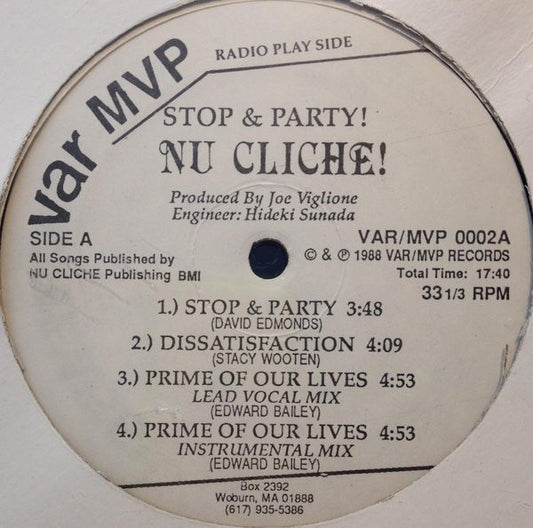 var MVP
RADIO PLAY SIDE
STOP & PARTY!
NU CLICHE!
Produced By Joe Viglione
Engineer: Hideki Sunada
SIDE A
All Songs Published by
NU CLICHE Publishing BMI
VAR/MVP 0002A
© & ℗ 1988 VAR/MVP RECORDS
Total Time: 17:40
33 1/3 RPM
1.) STOP & PARTY 3:48
(DAVID EDMONDS)
2.) DISSATISFACTION 4:09
(STACY WOOTEN)
3.) PRIME OF OUR LIVES 4:53
LEAD VOCAL MIX
(EDWARD BAILEY)
4.) PRIME OF OUR LIVES 4:53
INSTRUMENTAL MIX
(EDWARD BAILEY)
Box 2392
Woburn, MA 01888
(617) 935-5386